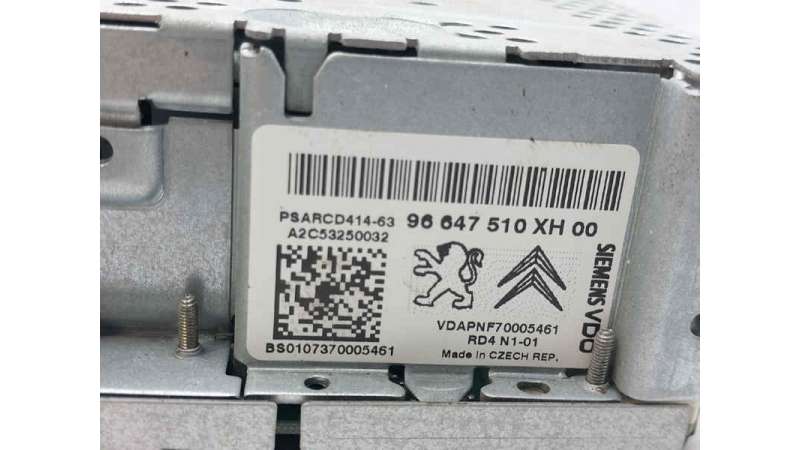 PSARCD414-63 96 647 510 XH 00
A2C53250032
SIEMENS VDO
VDAPNF70005461
RD4 N1-01
BS0107370005461
Made in CZECH REP.